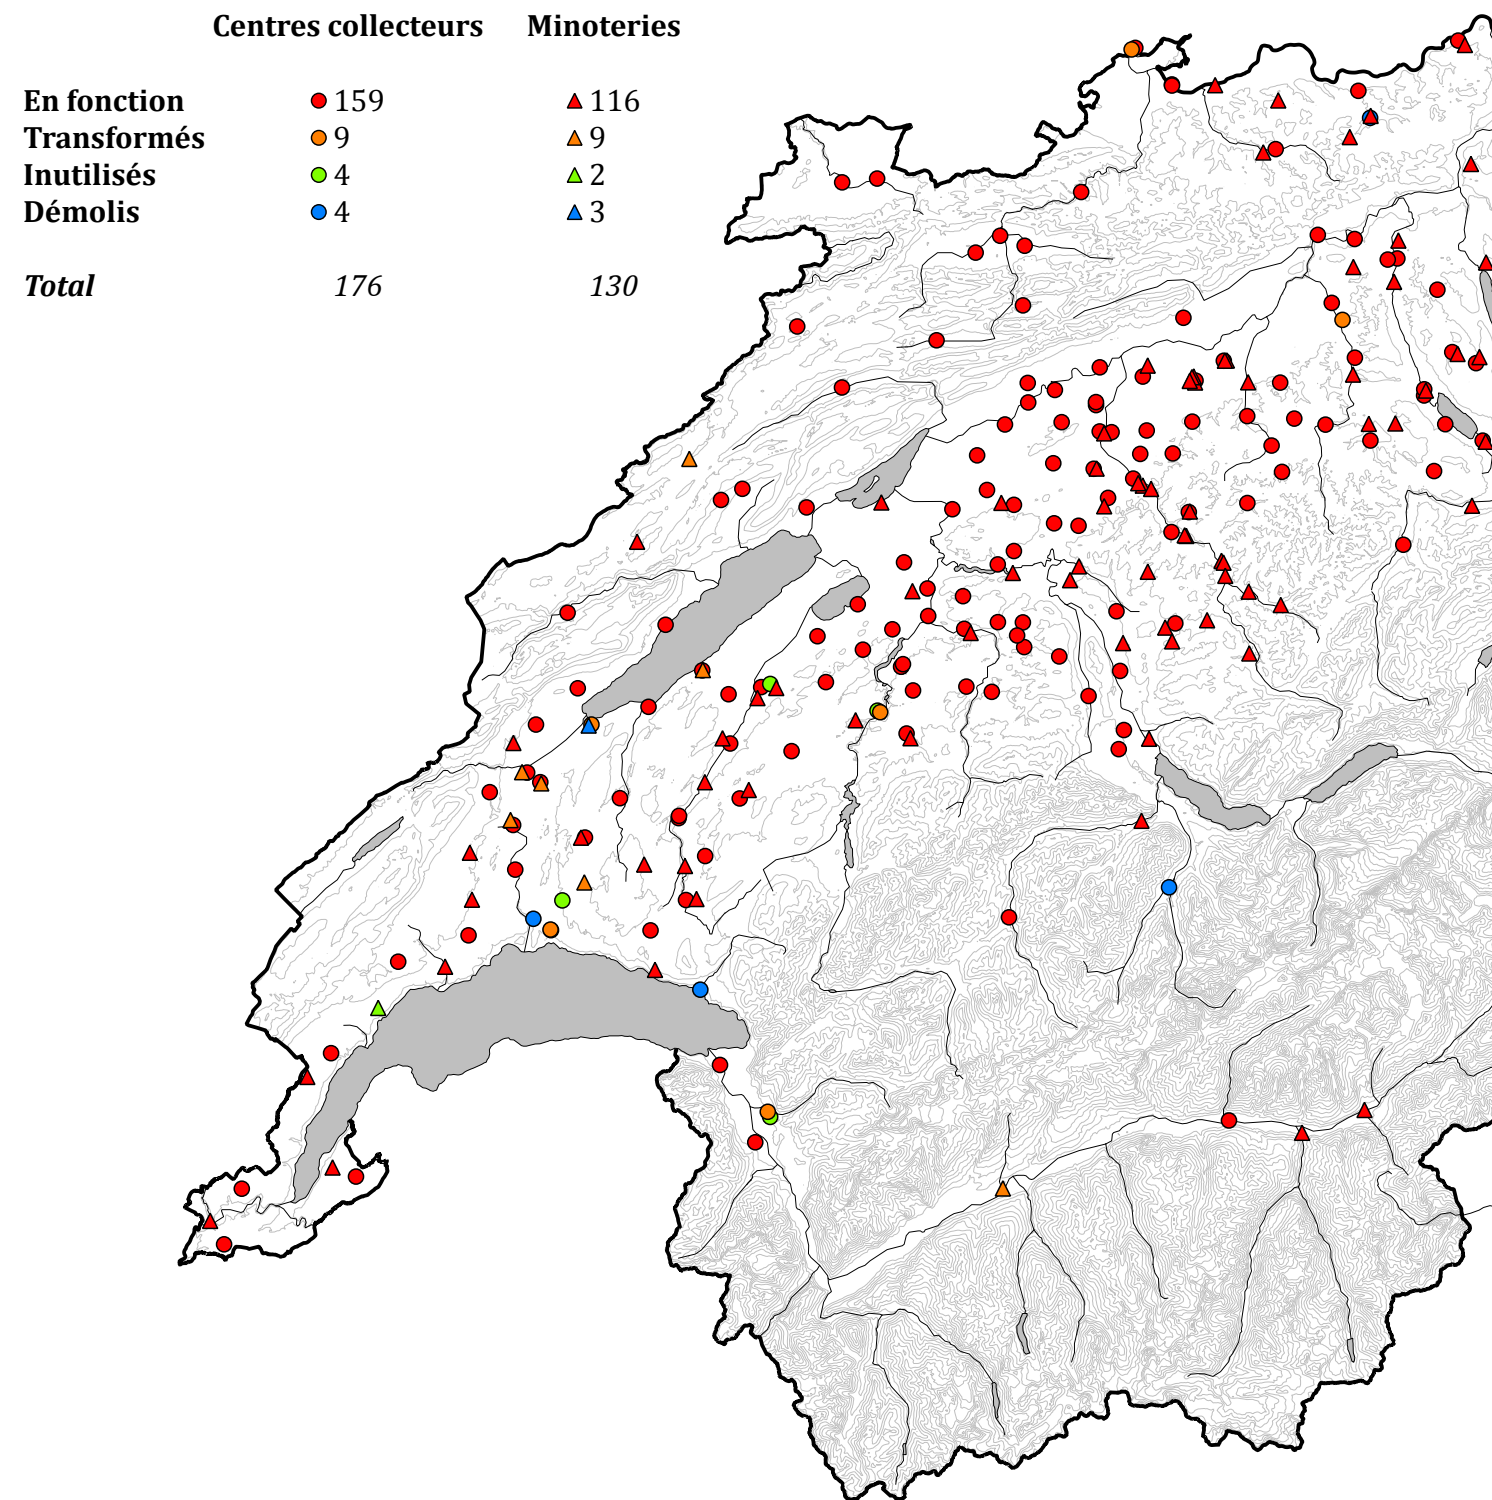 Centres collecteurs Minoteries
En fonction 159 116
Transformés 9 9
Inutilisés 4 2
Démolis 4 3
Total 176 130